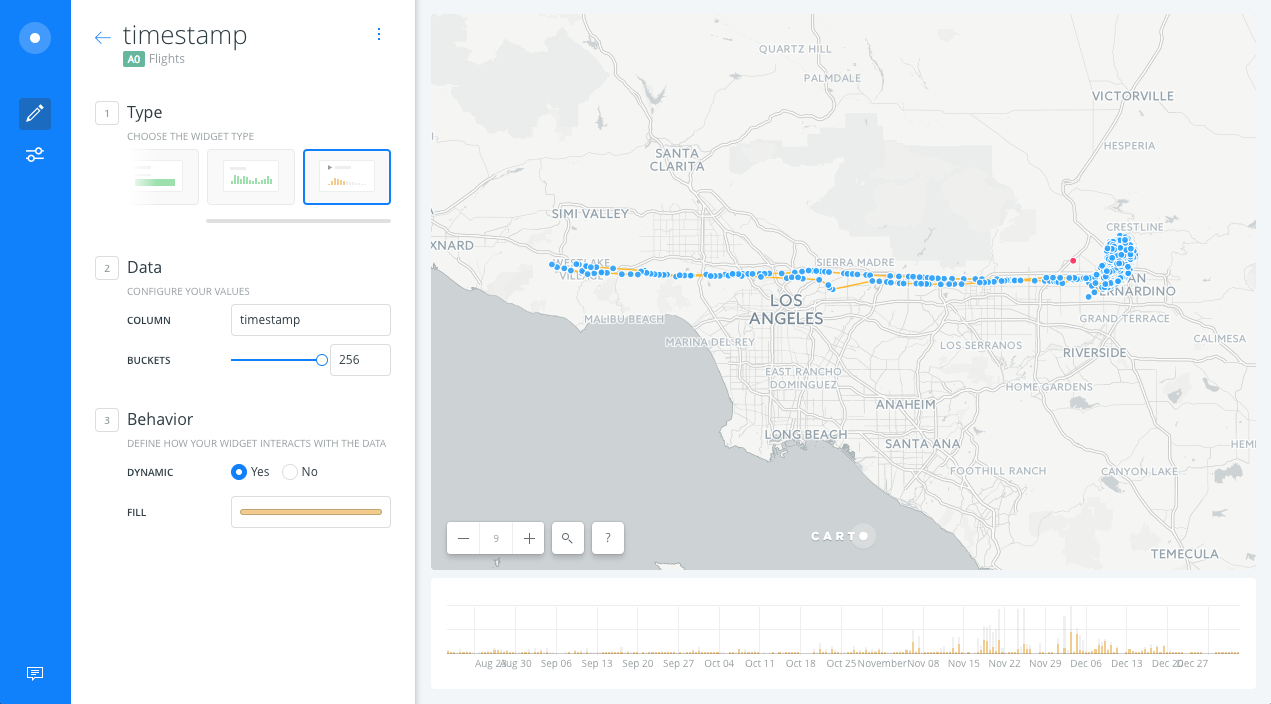 timestamp
A0 Flights
1 Type
CHOOSE THE WIDGET TYPE
2 Data
CONFIGURE YOUR VALUES
COLUMN timestamp
BUCKETS 256
3 Behavior
DEFINE HOW YOUR WIDGET INTERACTS WITH THE DATA
DYNAMIC Yes No
FILL
QUARTZ HILL
PALMDALE
VICTORVILLE
HESPERIA
SANTA
CLARITA
SIMI VALLEY
CRESTLINE
XNARD
WESTLAKE
VILLAGE
SIERRA MADRE
SAN
BERNARDINO
LOS
ANGELES
MALIBU BEACH
GRAND TERRACE
MARINA DEL REY
LOS SERRANOS
CALIMESA
RIVERSIDE
EAST RANCHO
DOMINGUEZ
HOME GARDENS
ANAHEIM
LONG BEACH
SANTA ANA
HEMI
FOOTHILL RANCH
CANYON LAKE
TEMECULA
9
?
CARTO
Aug 30 Sep 06 Sep 13 Sep 20 Sep 27 Oct 04 Oct 11 Oct 18 Oct 25 November Nov 08 Nov 15 Nov 22 Nov 29 Dec 06 Dec 13 Dec 20 Dec 27